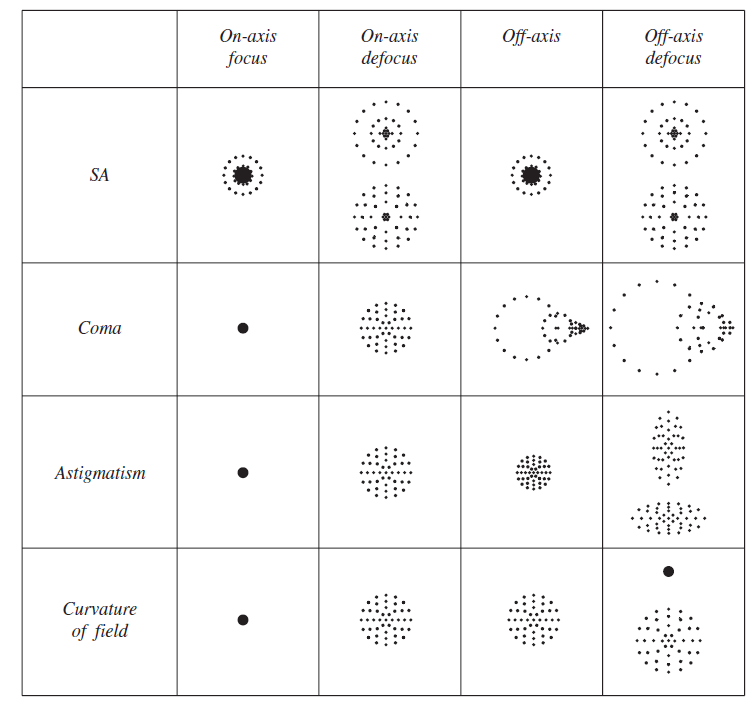 On-axis
focus
On-axis
defocus
Off-axis
Off-axis
defocus
SA
Coma
Astigmatism
Curvature
of field